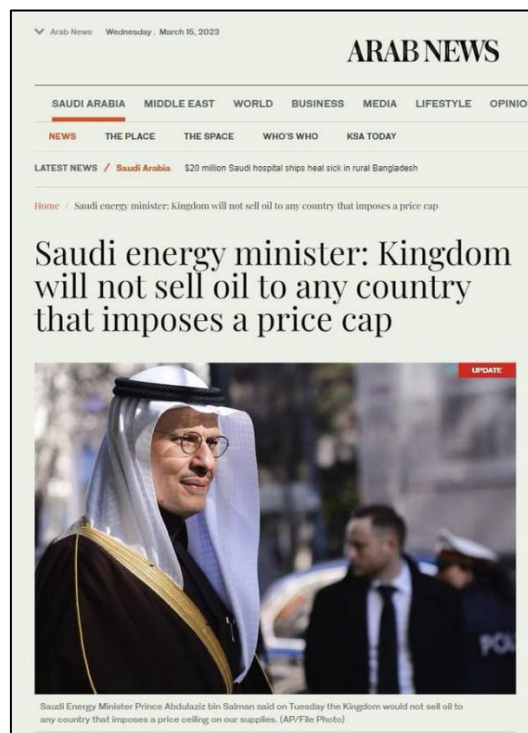 Arab News Wednesday . March 15, 2023
ARAB NEWS
SAUDI ARABIA MIDDLE EAST WORLD BUSINESS MEDIA LIFESTYLE OPINIO
NEWS THE PLACE THE SPACE WHO'S WHO KSA TODAY
LATEST NEWS / Saudi Arabia $20 million Saudi hospital ships heal sick in rural Bangladesh
Home / Saudi energy minister: Kingdom will not sell oil to any country that imposes a price cap
Saudi energy minister: Kingdom
will not sell oil to any country
that imposes a price cap
UPDATE
POL
Saudi Energy Minister Prince Abdulaziz bin Salman said on Tuesday the Kingdom would not sell oil to
any country that imposes a price ceiling on our supplies. (AP/File Photo)